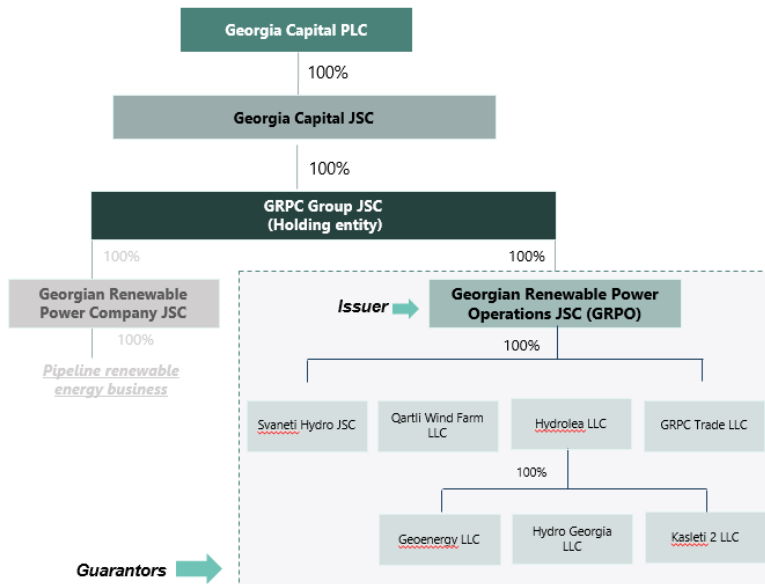 Georgia Capital PLC
100%
Georgia Capital JSC
100%
GRPC Group JSC
(Holding entity)
100%
100%
Georgian Renewable
Power Company JSC
Issuer
Georgian Renewable Power
Operations JSC (GRPO)
100%
100%
Pipeline renewable
energy business
Svaneti Hydro JSC
Qartli Wind Farm
LLC
Hydrolea LLC
GRPC Trade LLC
100%
Geoenergy LLC
Hydro Georgia
LLC
Kasleti 2 LLC
Guarantors